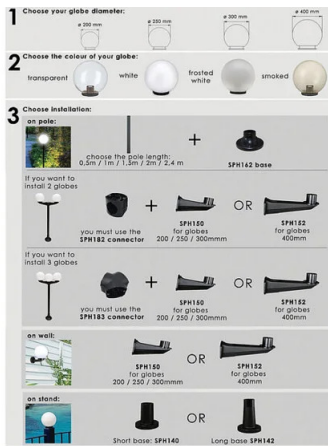 1 Choose your globe diameter:
ø 200 mm
ø 250 mm
ø 300 mm
ø 400 mm
2 Choose the colour of your globe:
transparent
white
frosted
white
smoked
3 Choose installation:
on pole:
choose the pole length:
0,5m / 1m / 1,5m / 2m / 2,4 m
+
SPH162 base
If you want to
install 2 globes
you must use the
SPH182 connector
+
SPH150
for globes
200 / 250 / 300mmm
OR
SPH152
for globes
400mm
If you want to
install 3 globes
you must use the
SPH183 connector
+
SPH150
for globes
200 / 250 / 300mmm
OR
SPH152
for globes
400mm
on wall:
SPH150
for globes
200 / 250 / 300mmm
OR
SPH152
for globes
400mm
on stand:
Short base: SPH140
OR
Long base SPH142